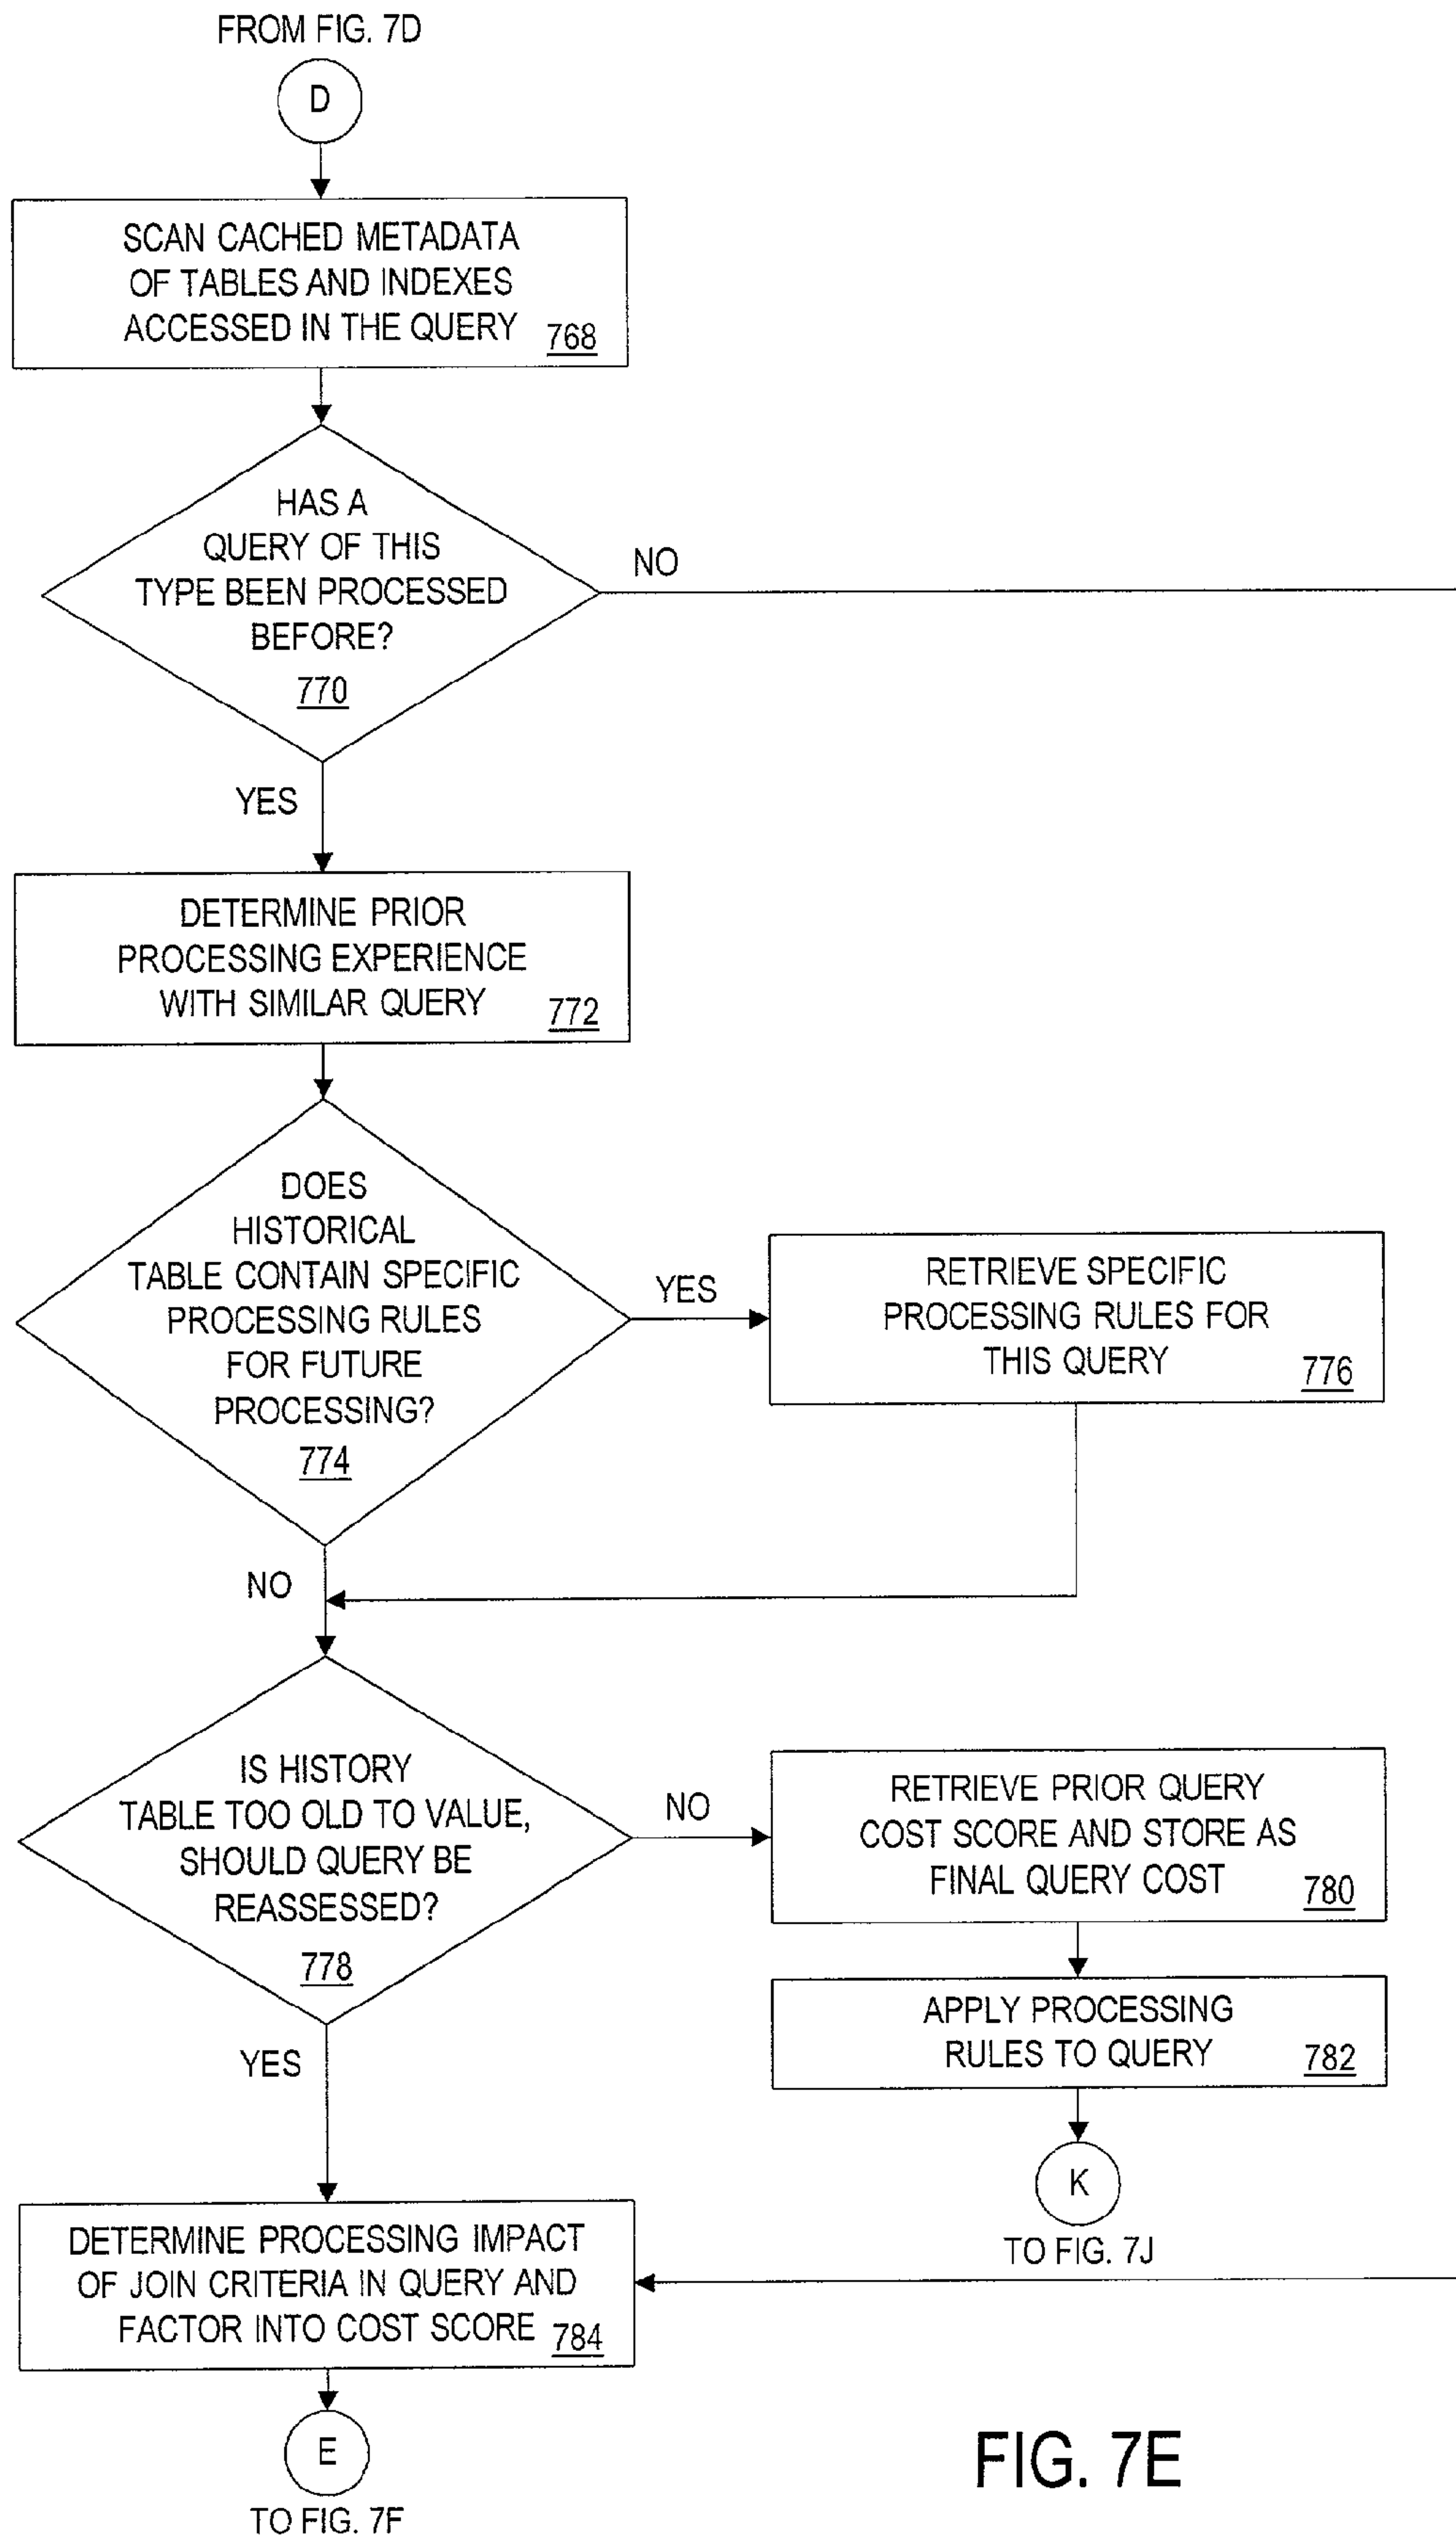 FROM FIG. 7D
D
SCAN CACHED METADATA
OF TABLES AND INDEXES
ACCESSED IN THE QUERY
768
HAS A
QUERY OF THIS
TYPE BEEN PROCESSED
BEFORE?
770
NO
YES
DETERMINE PRIOR
PROCESSING EXPERIENCE
WITH SIMILAR QUERY
772
DOES
HISTORICAL
TABLE CONTAIN SPECIFIC
PROCESSING RULES
FOR FUTURE
PROCESSING?
774
YES
RETRIEVE SPECIFIC
PROCESSING RULES FOR
THIS QUERY
776
NO
IS HISTORY
TABLE TOO OLD TO VALUE,
SHOULD QUERY BE
REASSESSED?
778
NO
RETRIEVE PRIOR QUERY
COST SCORE AND STORE AS
FINAL QUERY COST
780
APPLY PROCESSING
RULES TO QUERY
782
K
TO FIG. 7J
YES
DETERMINE PROCESSING IMPACT
OF JOIN CRITERIA IN QUERY AND
FACTOR INTO COST SCORE
784
E
TO FIG. 7F
FIG. 7E